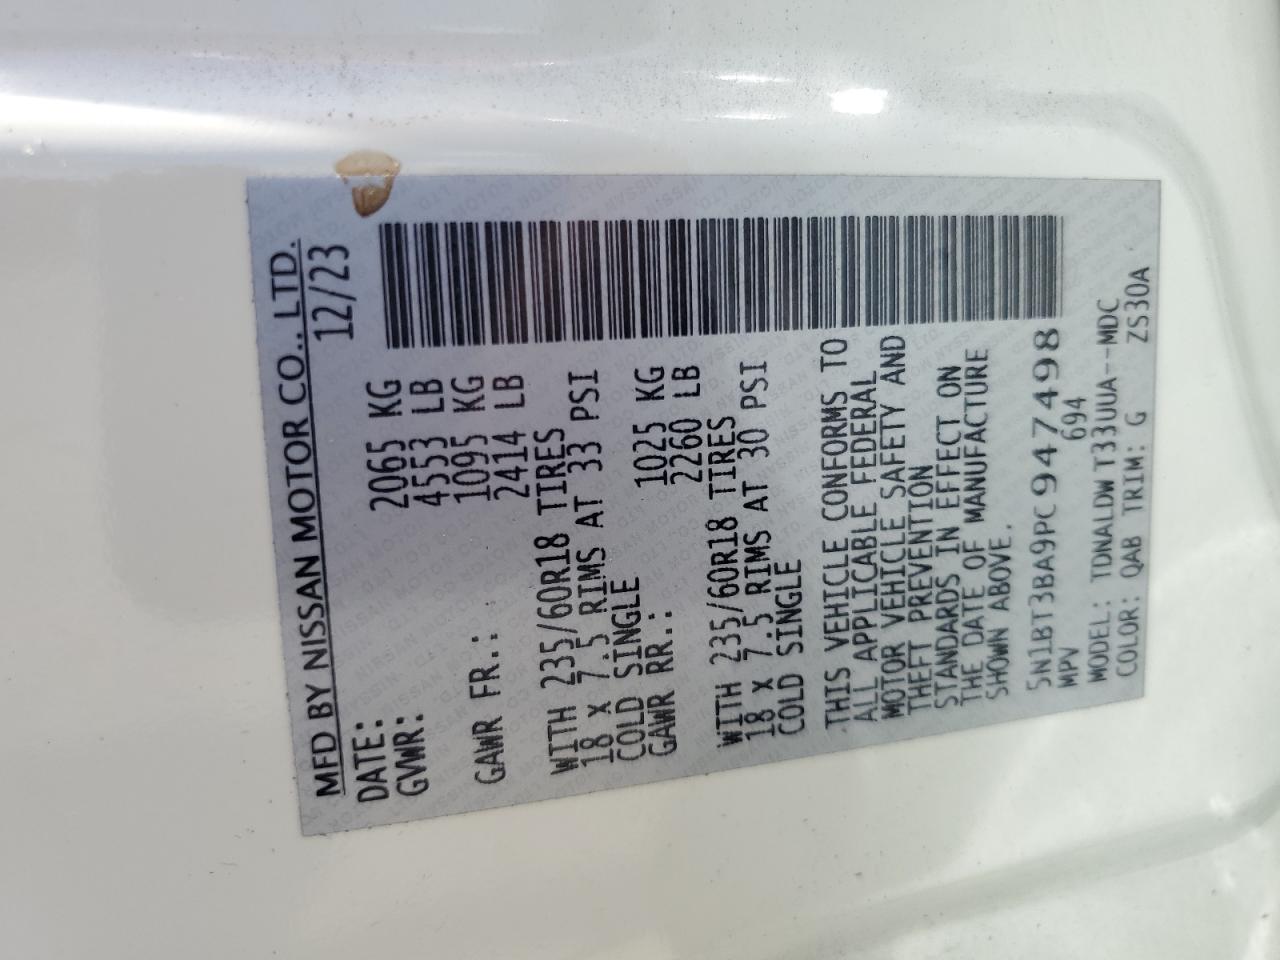 MFD BY NISSAN MOTOR CO., LTD.
DATE: 12/23
GVWR: 2065 KG
4553 LB
GAWR FR.: 1095 KG
2414 LB
WITH 235/60R18 TIRES
18 X 7.5 RIMS AT 33 PSI
COLD SINGLE
GAWR RR.: 1025 KG
2260 LB
WITH 235/60R18 TIRES
18 X 7.5 RIMS AT 30 PSI
COLD SINGLE
THIS VEHICLE CONFORMS TO
ALL APPLICABLE FEDERAL
MOTOR VEHICLE SAFETY AND
THEFT PREVENTION
STANDARDS IN EFFECT ON
THE DATE OF MANUFACTURE
SHOWN ABOVE.
5N1BT3BA9PC947498
MPV 694
MODEL: TDNALDW T33UUA--MDC
COLOR: QAB TRIM: G ZS30A